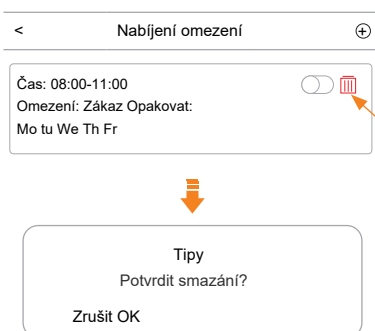 < Nabíjení omezení ⊕
Čas: 08:00-11:00
Omezení: Zákaz Opakovat:
Mo tu We Th Fr
Tipy
Potvrdit smazání?
Zrušit OK